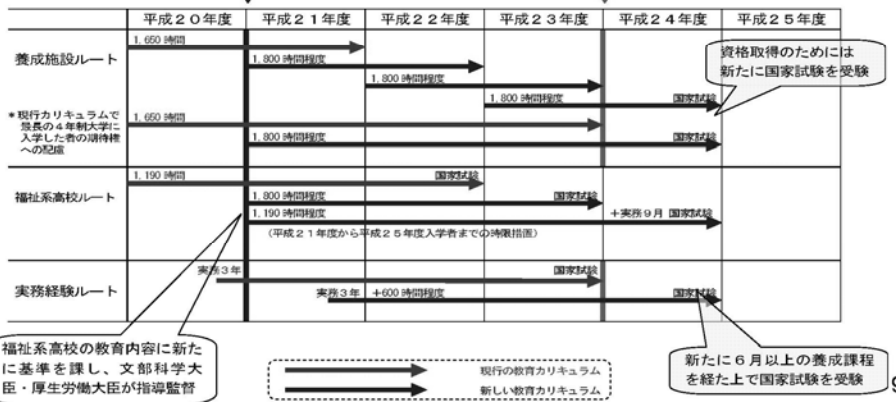 平成２０年度 平成２１年度 平成２２年度 平成２３年度 平成２４年度 平成２５年度
養成施設ルート
1,650 時間
1,800 時間程度
1,800 時間程度
1,800 時間程度 国家試験
資格取得のためには
新たに国家試験を受験
＊現行カリキュラムで
最長の４年制大学に
入学した者の期待権
への配慮
1,650 時間
1,800 時間程度 国家試験
福祉系高校ルート
1,190 時間 国家試験
1,800 時間程度 国家試験
1,190 時間程度 ＋実務９月 国家試験
（平成２１年度から平成２５年度入学者までの時限措置）
実務経験ルート
実務３年 国家試験
実務３年 +600 時間程度 国家試験
福祉系高校の教育内容に新た
に基準を課し、文部科学大
臣・厚生労働大臣が指導監督
現行の教育カリキュラム
新しい教育カリキュラム
新たに６月以上の養成課程
を経た上で国家試験を受験